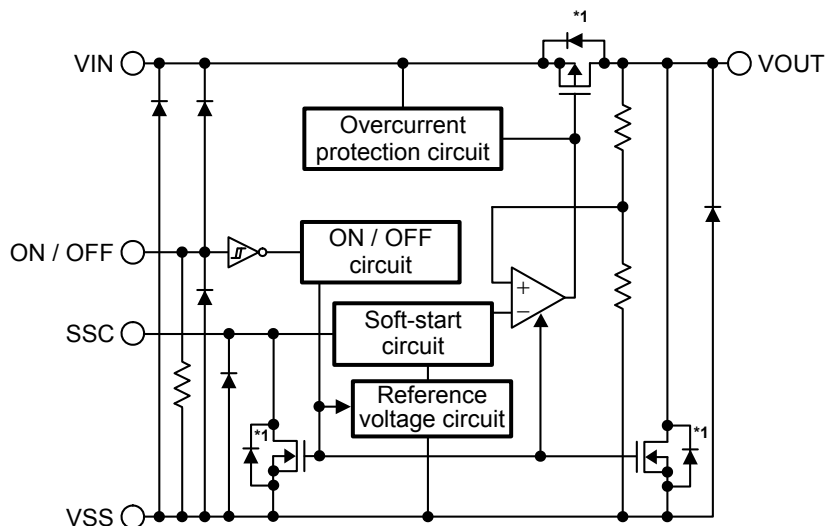 *1
VIN
VOUT
Overcurrent
protection circuit
ON / OFF
ON / OFF
circuit
+
−
SSC
Soft-start
circuit
Reference
voltage circuit
*1
*1
VSS